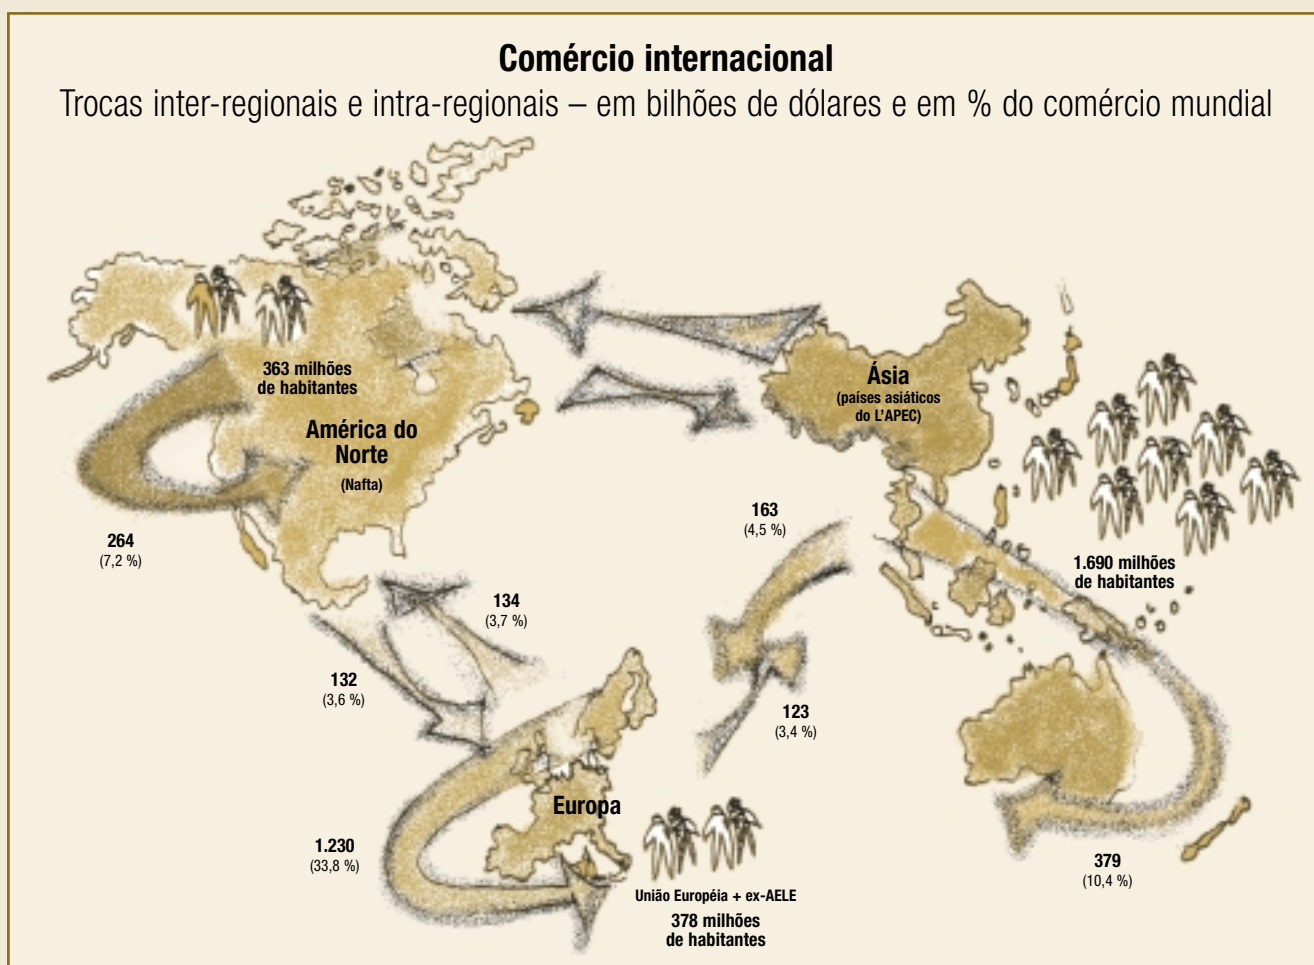 Comércio internacional
Trocas inter-regionais e intra-regionais – em bilhões de dólares e em % do comércio mundial
363 milhões
de habitantes
América do
Norte
(Nafta)
264
(7,2 %)
Ásia
(países asiáticos
do L’APEC)
1.690 milhões
de habitantes
163
(4,5 %)
134
(3,7 %)
132
(3,6 %)
123
(3,4 %)
Europa
1.230
(33,8 %)
379
(10,4 %)
União Européia + ex-AELE
378 milhões
de habitantes